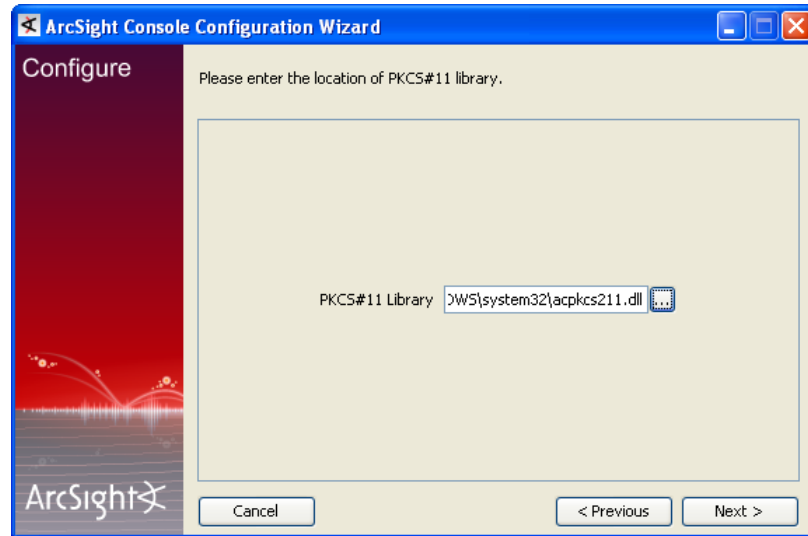 ArcSight Console Configuration Wizard
Configure
Please enter the location of PKCS#11 library.
PKCS#11 Library OWS\system32\acpkcs211.dll ...
ArcSight
Cancel < Previous Next >